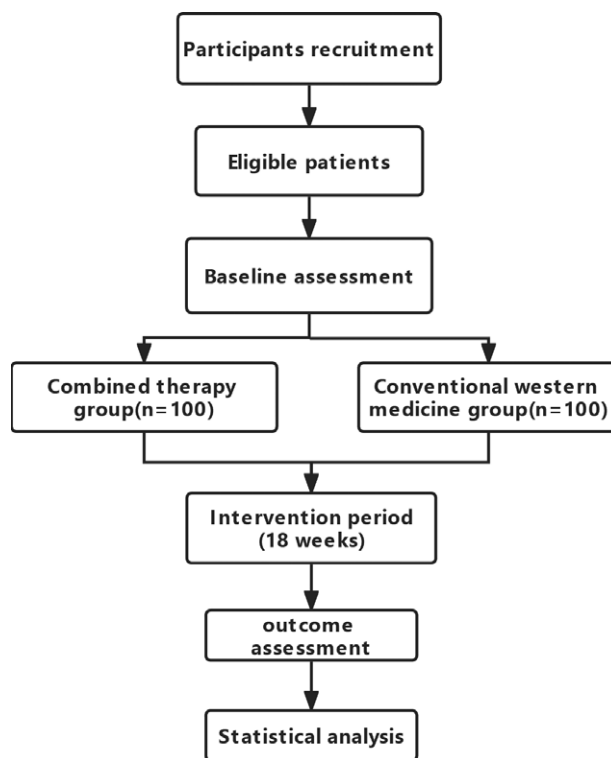 Participants recruitment
Eligible patients
Baseline assessment
Combined therapy
group(n=100)
Conventional western
medicine group(n=100)
Intervention period
(18 weeks)
outcome
assessment
Statistical analysis